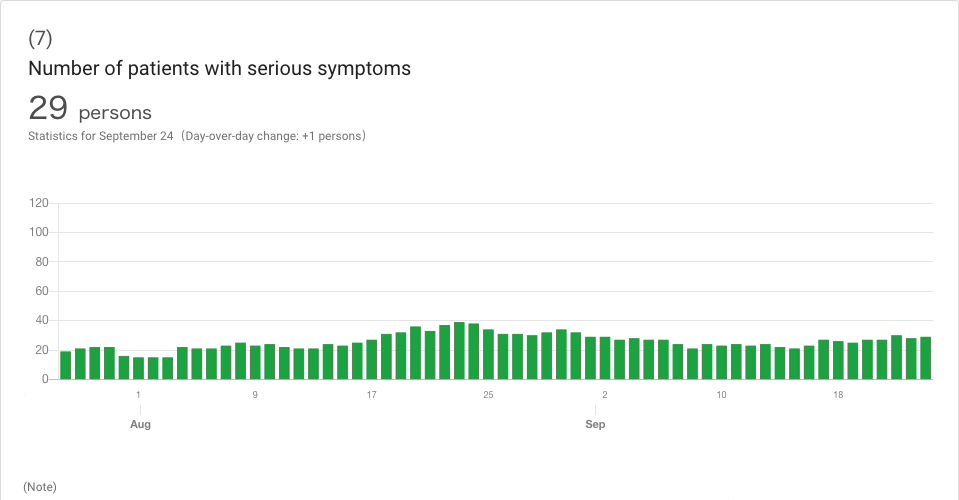 (7)
Number of patients with serious symptoms
29 persons
Statistics for September 24（Day-over-day change: +1 persons）
120
100
80
60
40
20
0
1 9 17 25 2 10 18
Aug Sep
(Note)